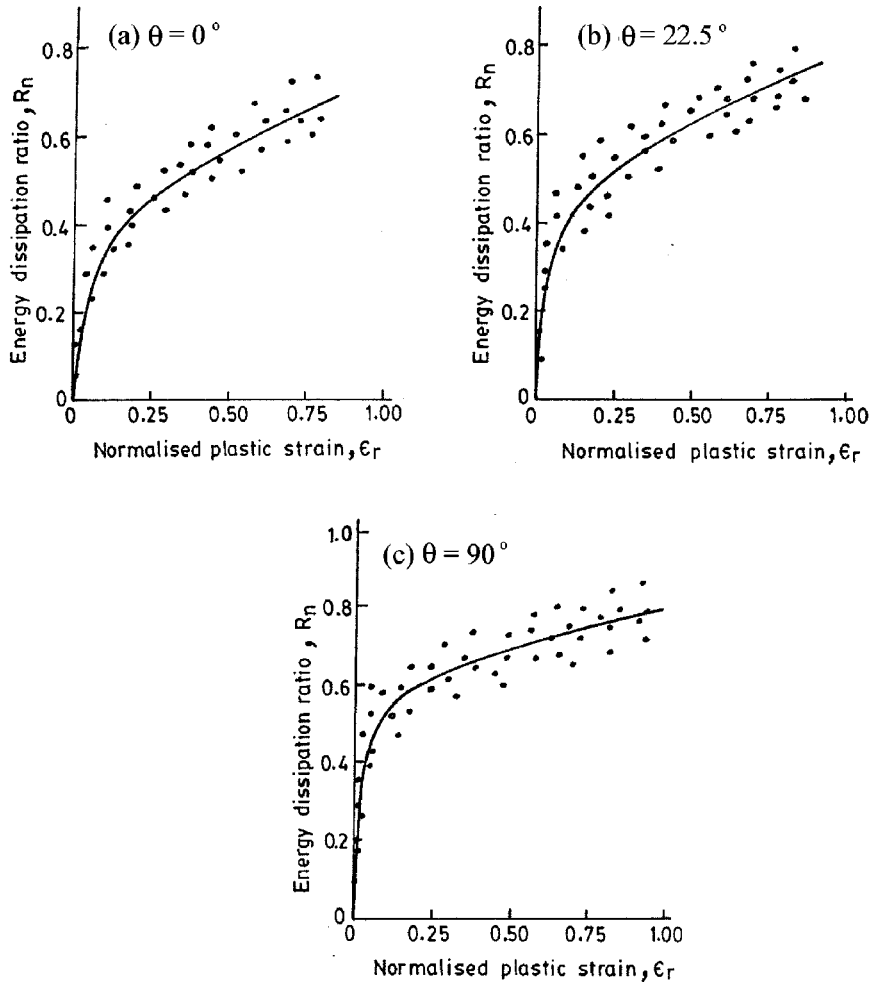 (a) θ = 0°
0.8
0.6
0.4
0.2
0
Energy dissipation ratio, Rn
0 0.25 0.50 0.75 1.00
Normalised plastic strain, ϵr
(b) θ = 22.5°
0.8
0.6
0.4
0.2
0
Energy dissipation ratio, Rn
0 0.25 0.50 0.75 1.00
Normalised plastic strain, ϵr
(c) θ = 90°
1.0
0.8
0.6
0.4
0.2
0
Energy dissipation ratio, Rn
0 0.25 0.50 0.75 1.00
Normalised plastic strain, ϵr